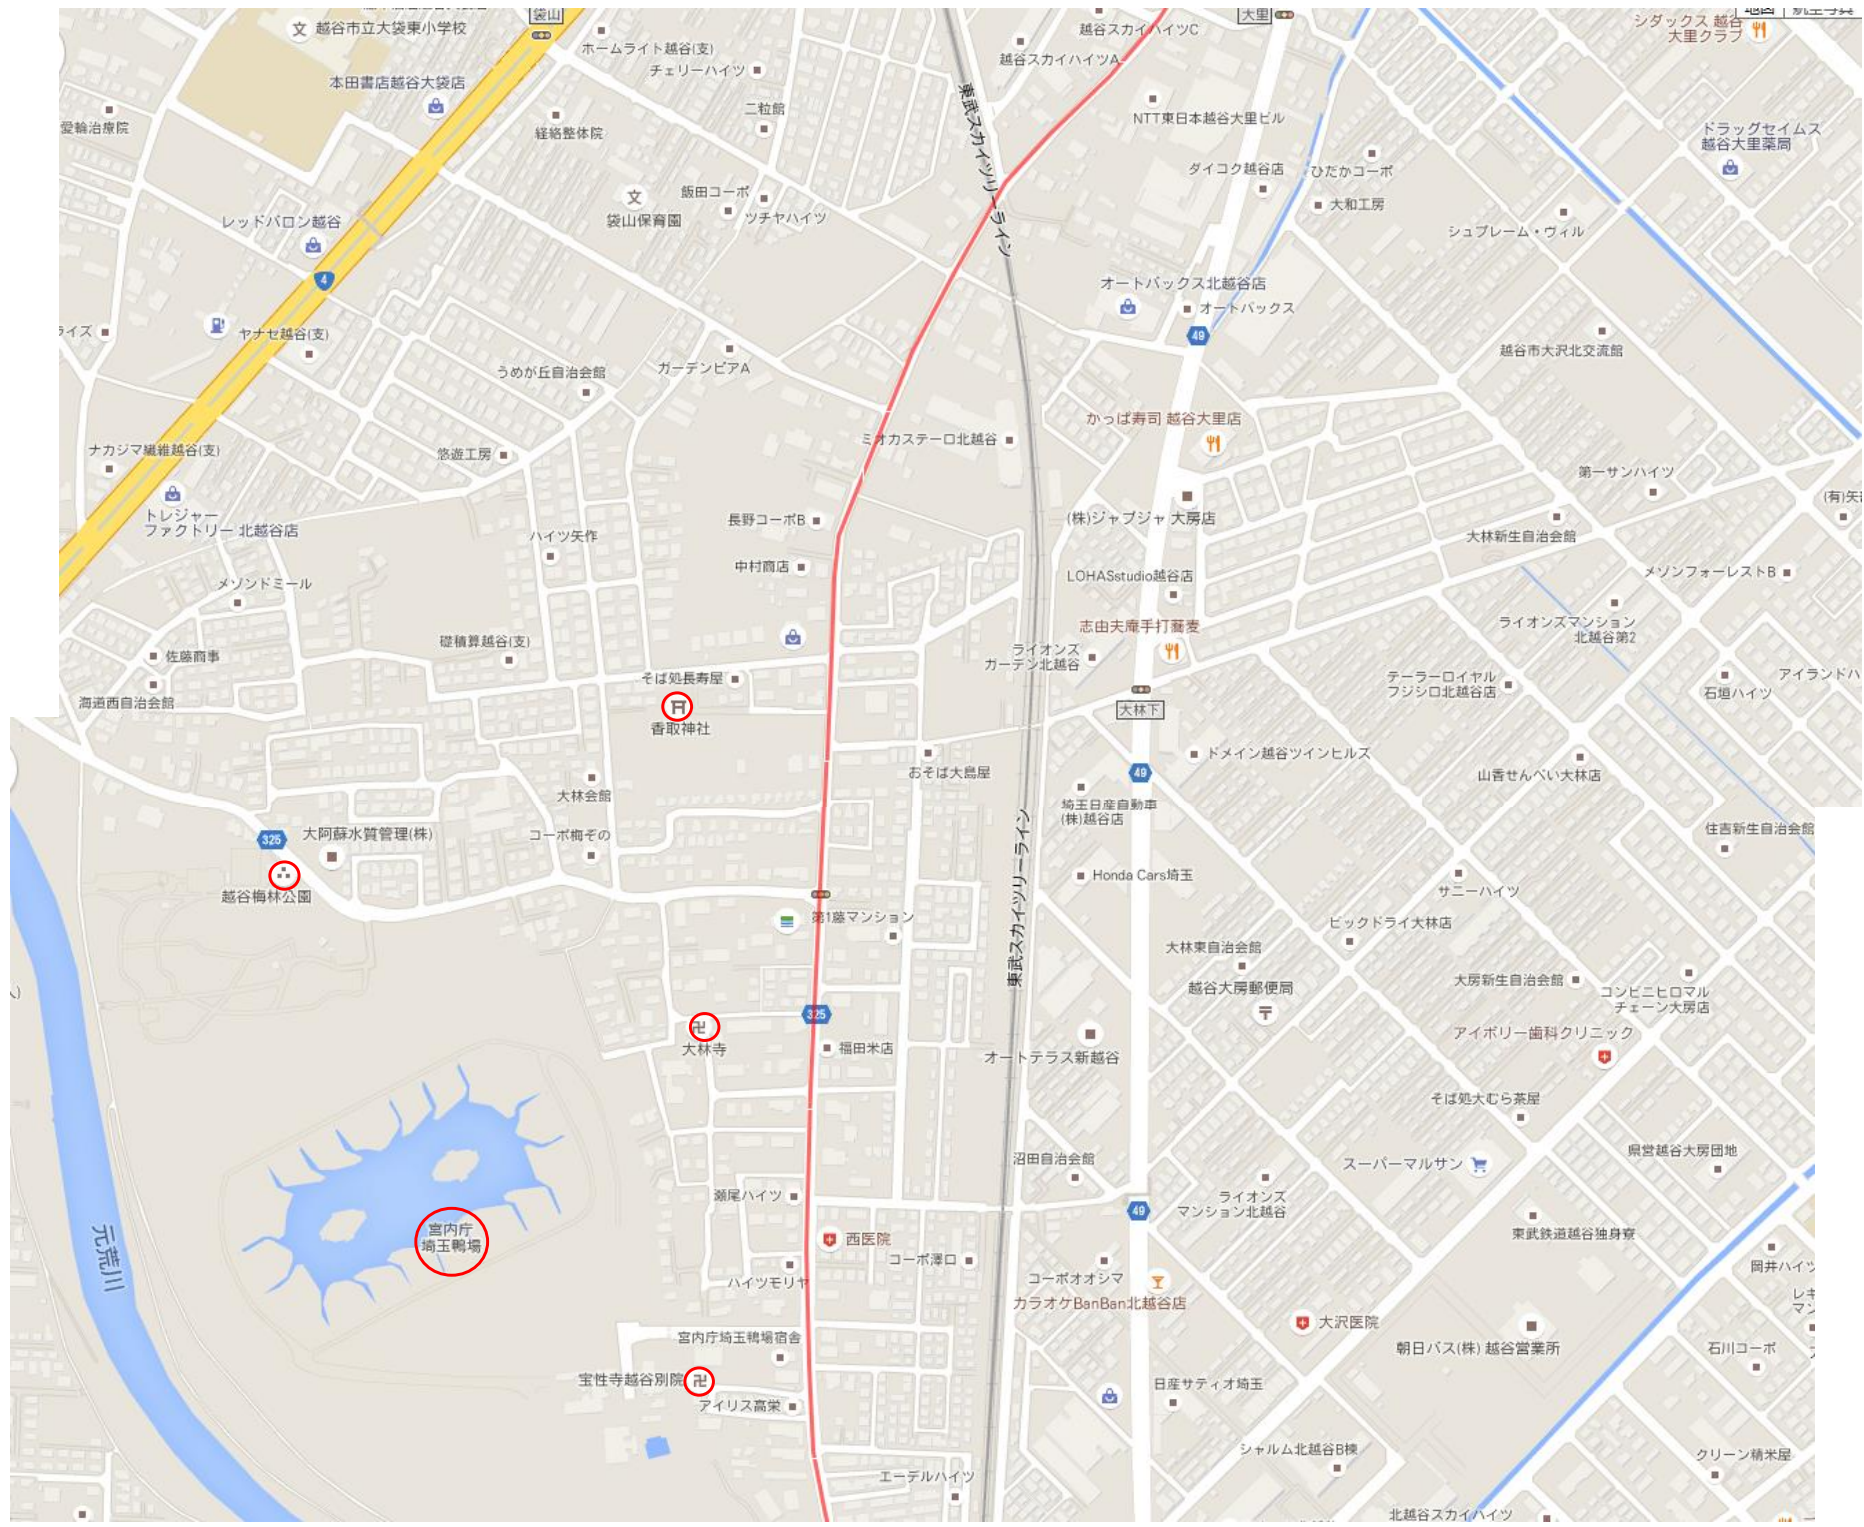 袋山
大里
シダックス 越谷
大里クラブ
越谷市立大袋東小学校
ホームライト越谷(支)
チェリーハイツ
越谷スカイハイツC
越谷スカイハイツA
本田書店越谷大袋店
愛輪治療院
経絡整体院
二粒館
東武スカイツリーライン
NTT東日本越谷大里ビル
ドラッグセイムス
越谷大里薬局
ダイコク越谷店
ひだかコーポ
大和工房
飯田コーポ
ツチヤハイツ
袋山保育園
レッドバロン越谷
シュプレーム・ヴィル
4
オートバックス北越谷店
オートバックス
49
ライズ
ヤナセ越谷(支)
うめが丘自治会館
ガーデンピアA
越谷市大沢北交流館
かっぱ寿司 越谷大里店
ミオカステーロ北越谷
ナカジマ繊維越谷(支)
悠遊工房
第一サンハイツ
トレジャー
ファクトリー 北越谷店
長野コーポB
(株)ジャプジャ 大房店
大林新生自治会館
ハイツ矢作
中村商店
メゾンドミール
LOHASstudio越谷店
メゾンフォーレストB
ライオンズマンション
北越谷第2
礎積算越谷(支)
志由夫庵手打蕎麦
佐藤商事
ライオンズ
ガーデン北越谷
そば処長寿屋
海道西自治会館
テーラーロイヤル
フジシロ北越谷店
石垣ハイツ
アイランドハ
香取神社
大林下
おそば大島屋
ドメイン越谷ツインヒルズ
49
山香せんべい大林店
大林会館
埼玉日産自動車
(株)越谷店
325
大阿蘇水質管理(株)
コーポ梅ぞの
住吉新生自治会館
越谷梅林公園
Honda Cars埼玉
サニーハイツ
第1藤マンション
ビックドライ大林店
東武スカイツリーライン
大林東自治会館
大房新生自治会館
越谷大房郵便局
コンビニヒロマル
チェーン大房店
325
大林寺
福田米店
オートテラス新越谷
アイボリー歯科クリニック
そば処大むら茶屋
沼田自治会館
スーパーマルサン
県営越谷大房団地
瀬尾ハイツ
ライオンズ
マンション北越谷
49
宮内庁
埼玉鴨場
元荒川
西医院
コーポ澤口
東武鉄道越谷独身寮
岡井ハイツ
ハイツモリヤ
コーポオオシマ
カラオケBanBan北越谷店
大沢医院
宮内庁埼玉鴨場宿舎
朝日バス(株) 越谷営業所
石川コーポ
宝性寺越谷別院
アイリス高栄
日産サティオ埼玉
シャルム北越谷B棟
クリーン精米屋
エーデルハイツ
北越谷スカイハイツ